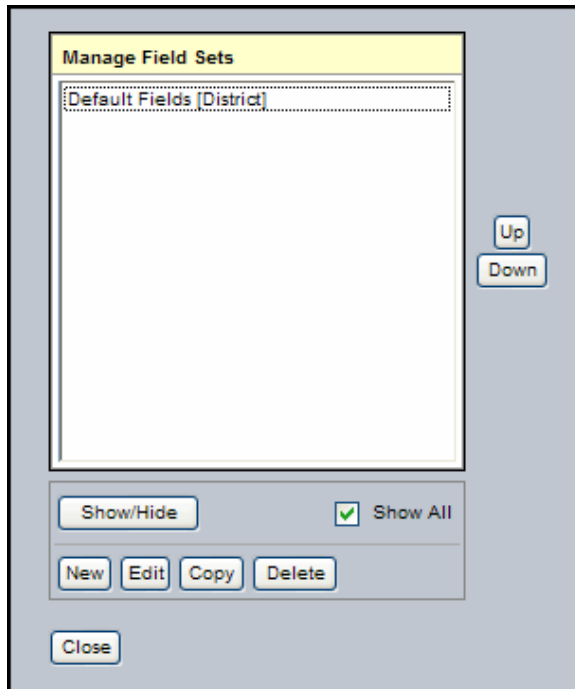 Manage Field Sets
Default Fields [District]
Up
Down
Show/Hide Show All
New Edit Copy Delete
Close